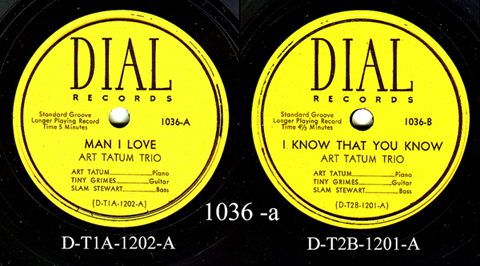 DIAL
RECORDS
Standard Groove
Longer Playing Record
Time 5 Minutes
1036-A
MAN I LOVE
ART TATUM TRIO
ART TATUM....................Piano
TINY GRIMES................Guitar
SLAM STEWART..............Bass
(D-T1A-1202-A)
DIAL
RECORDS
Standard Groove
Longer Playing Record
Time 4½ Minutes
1036-B
I KNOW THAT YOU KNOW
ART TATUM TRIO
ART TATUM....................Piano
TINY GRIMES................Guitar
SLAM STEWART..............Bass
(D-T2B-1201-A)
1036 -a
D-T1A-1202-A
D-T2B-1201-A